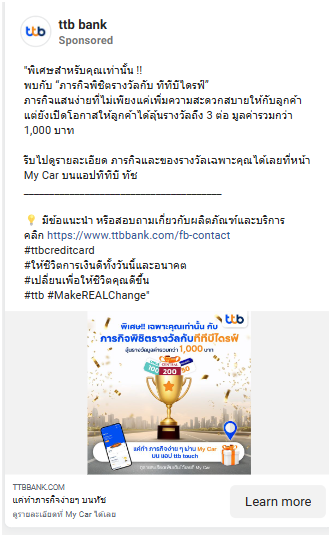 ttb bank
Sponsored
"พิเศษสำหรับคุณเท่านั้น !!
พบกับ "ภารกิจพิชิตรางวัลกับ ทีทีบีไดรฟ์"
ภารกิจแสนง่ายที่ไม่เพียงแค่เพิ่มความสะดวกสบายให้กับลูกค้า
แต่ยังเปิดโอกาสให้ลูกค้าได้ลุ้นรางวัลถึง 3 ต่อ มูลค่ารวมกว่า
1,000 บาท
รีบไปดูรายละเอียด ภารกิจและของรางวัลเฉพาะคุณได้เลยที่หน้า
My Car บนแอปทีทีบี ทัช
💡 มีข้อแนะนำ หรือสอบถามเกี่ยวกับผลิตภัณฑ์และบริการ
คลิก https://www.ttbbank.com/fb-contact
#ttbcreditcard
#ให้ชีวิตการเงินดีทั้งวันนี้และอนาคต
#เปลี่ยนเพื่อให้ชีวิตคุณดีขึ้น
#ttb #MakeREALChange"
ttb
พิเศษ!! เฉพาะคุณเท่านั้น กับ
ภารกิจพิชิตรางวัลกับทีทีบีไดรฟ์
ลุ้นรางวัลมูลค่ารวมกว่า 1,000 บาท
100
200
50
แค่ทำ ภารกิจง่าย ๆ ผ่าน My Car
บน แอป ttb touch
TTBBANK.COM
แค่ทำภารกิจง่ายๆ บนทัช
ดูรายละเอียดที่ My Car ได้เลย
Learn more